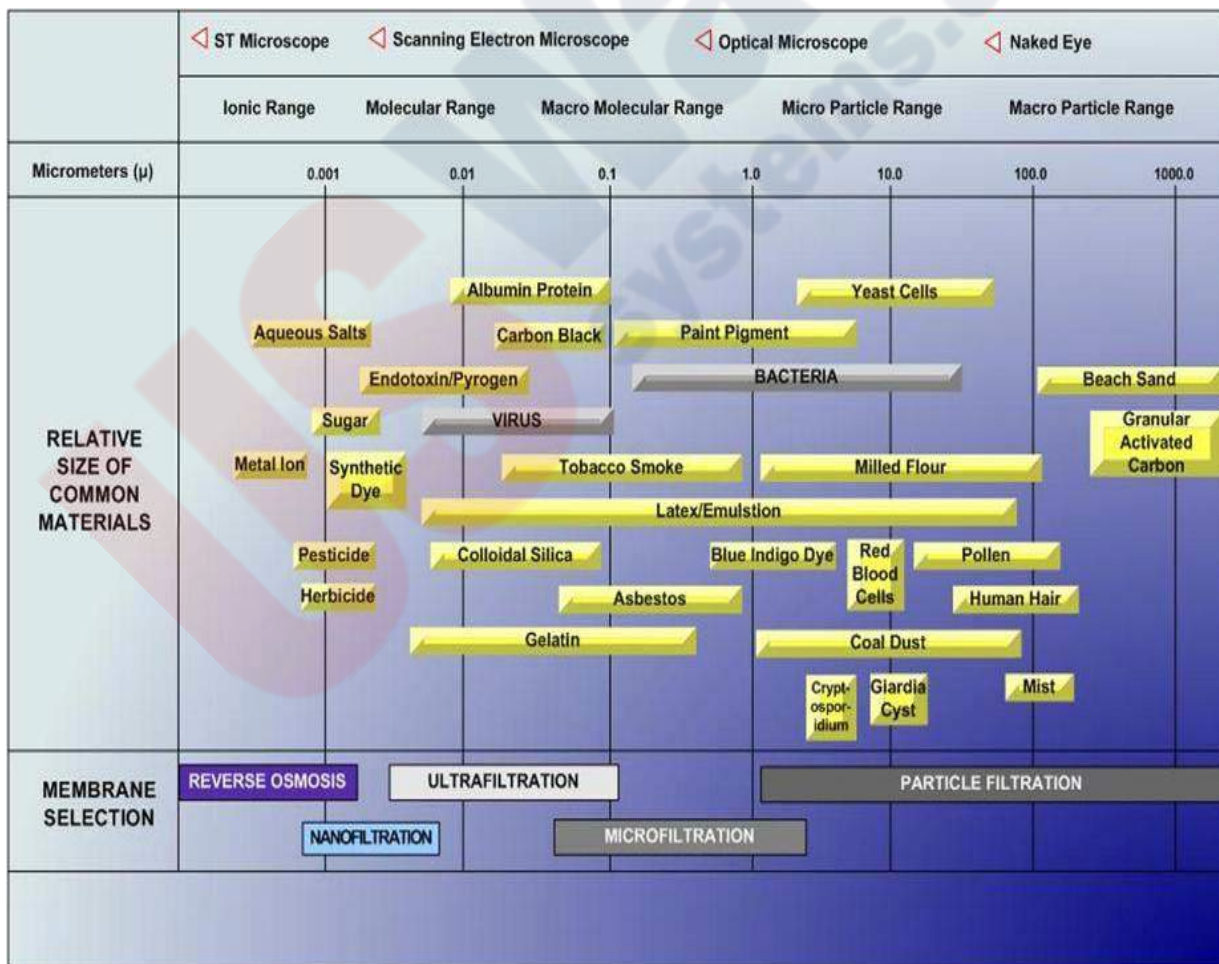 ST Microscope Scanning Electron Microscope Optical Microscope Naked Eye
Ionic Range Molecular Range Macro Molecular Range Micro Particle Range Macro Particle Range
Micrometers (μ) 0.001 0.01 0.1 1.0 10.0 100.0 1000.0
RELATIVE
SIZE OF
COMMON
MATERIALS
Albumin Protein Yeast Cells
Aqueous Salts Carbon Black Paint Pigment
Endotoxin/Pyrogen BACTERIA Beach Sand
Sugar VIRUS Granular
Activated
Carbon
Metal Ion Synthetic
Dye
Tobacco Smoke Milled Flour
Latex/Emulstion
Pesticide Colloidal Silica Blue Indigo Dye Red
Blood
Cells
Pollen
Herbicide Asbestos Human Hair
Gelatin Coal Dust
Crypt-
ospor-
idium
Giardia
Cyst
Mist
MEMBRANE
SELECTION
REVERSE OSMOSIS ULTRAFILTRATION PARTICLE FILTRATION
NANOFILTRATION MICROFILTRATION
US
systems.